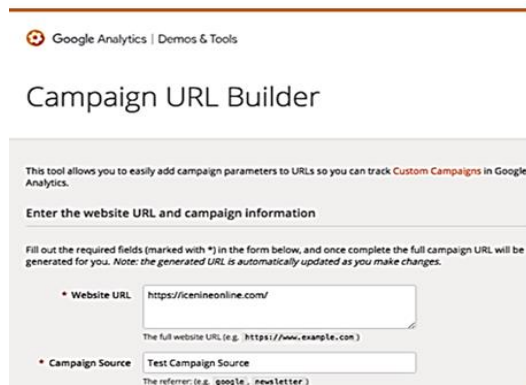 Google Analytics | Demos & Tools
Campaign URL Builder
This tool allows you to easily add campaign parameters to URLs so you can track Custom Campaigns in Google
Analytics.
Enter the website URL and campaign information
Fill out the required fields (marked with *) in the form below, and once complete the full campaign URL will be
generated for you. Note: the generated URL is automatically updated as you make changes.
* Website URL https://icenineonline.com/
The full website URL (e.g. https://www.example.com )
* Campaign Source Test Campaign Source
The referrer: (e.g. google , newsletter )